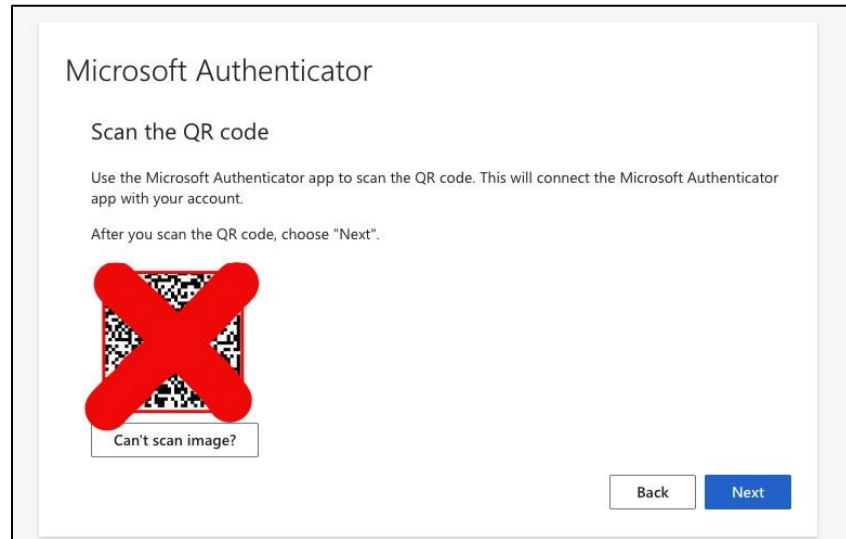 Microsoft Authenticator
Scan the QR code
Use the Microsoft Authenticator app to scan the QR code. This will connect the Microsoft Authenticator
app with your account.
After you scan the QR code, choose "Next".
Can't scan image?
Back Next